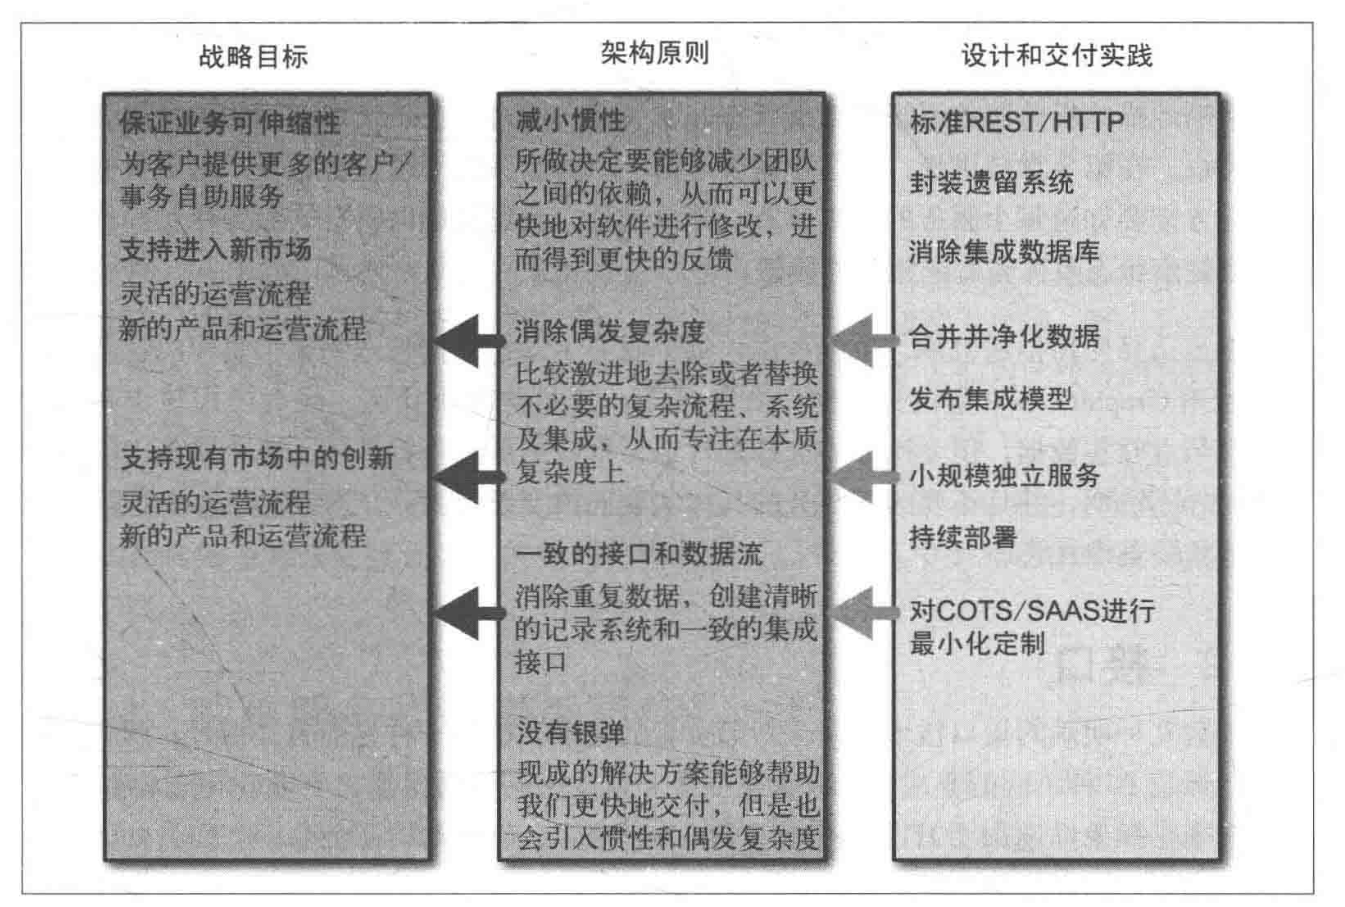 战略目标
保证业务可伸缩性
为客户提供更多的客户/
事务自助服务
支持进入新市场
灵活的运营流程
新的产品和运营流程
支持现有市场中的创新
灵活的运营流程
新的产品和运营流程
架构原则
减小惯性
所做决定要能够减少团队
之间的依赖，从而可以更
快地对软件进行修改，进
而得到更快的反馈
消除偶发复杂度
比较激进地去除或者替换
不必要的复杂流程、系统
及集成，从而专注在本质
复杂度上
一致的接口和数据流
消除重复数据，创建清晰
的记录系统和一致的集成
接口
没有银弹
现成的解决方案能够帮助
我们更快地交付，但是也
会引入惯性和偶发复杂度
设计和交付实践
标准REST/HTTP
封装遗留系统
消除集成数据库
合并并净化数据
发布集成模型
小规模独立服务
持续部署
对COTS/SAAS进行
最小化定制